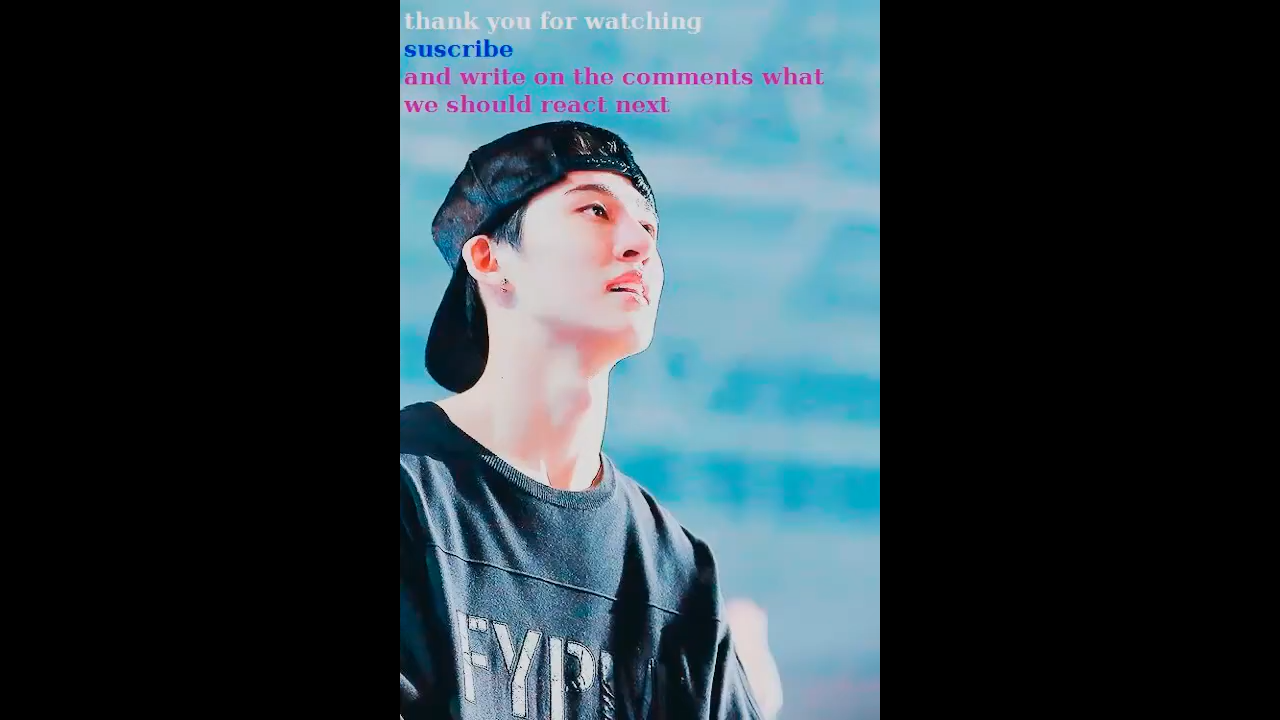 thank you for watching
suscribe
and write on the comments what
we should react next